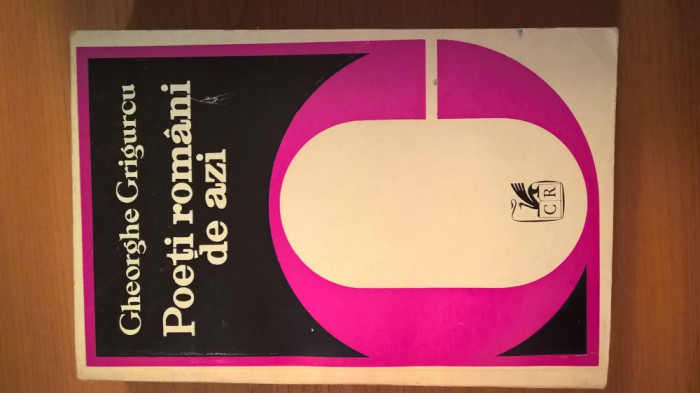 Gheorghe Grigurcu
Poeți români
de azi
CR